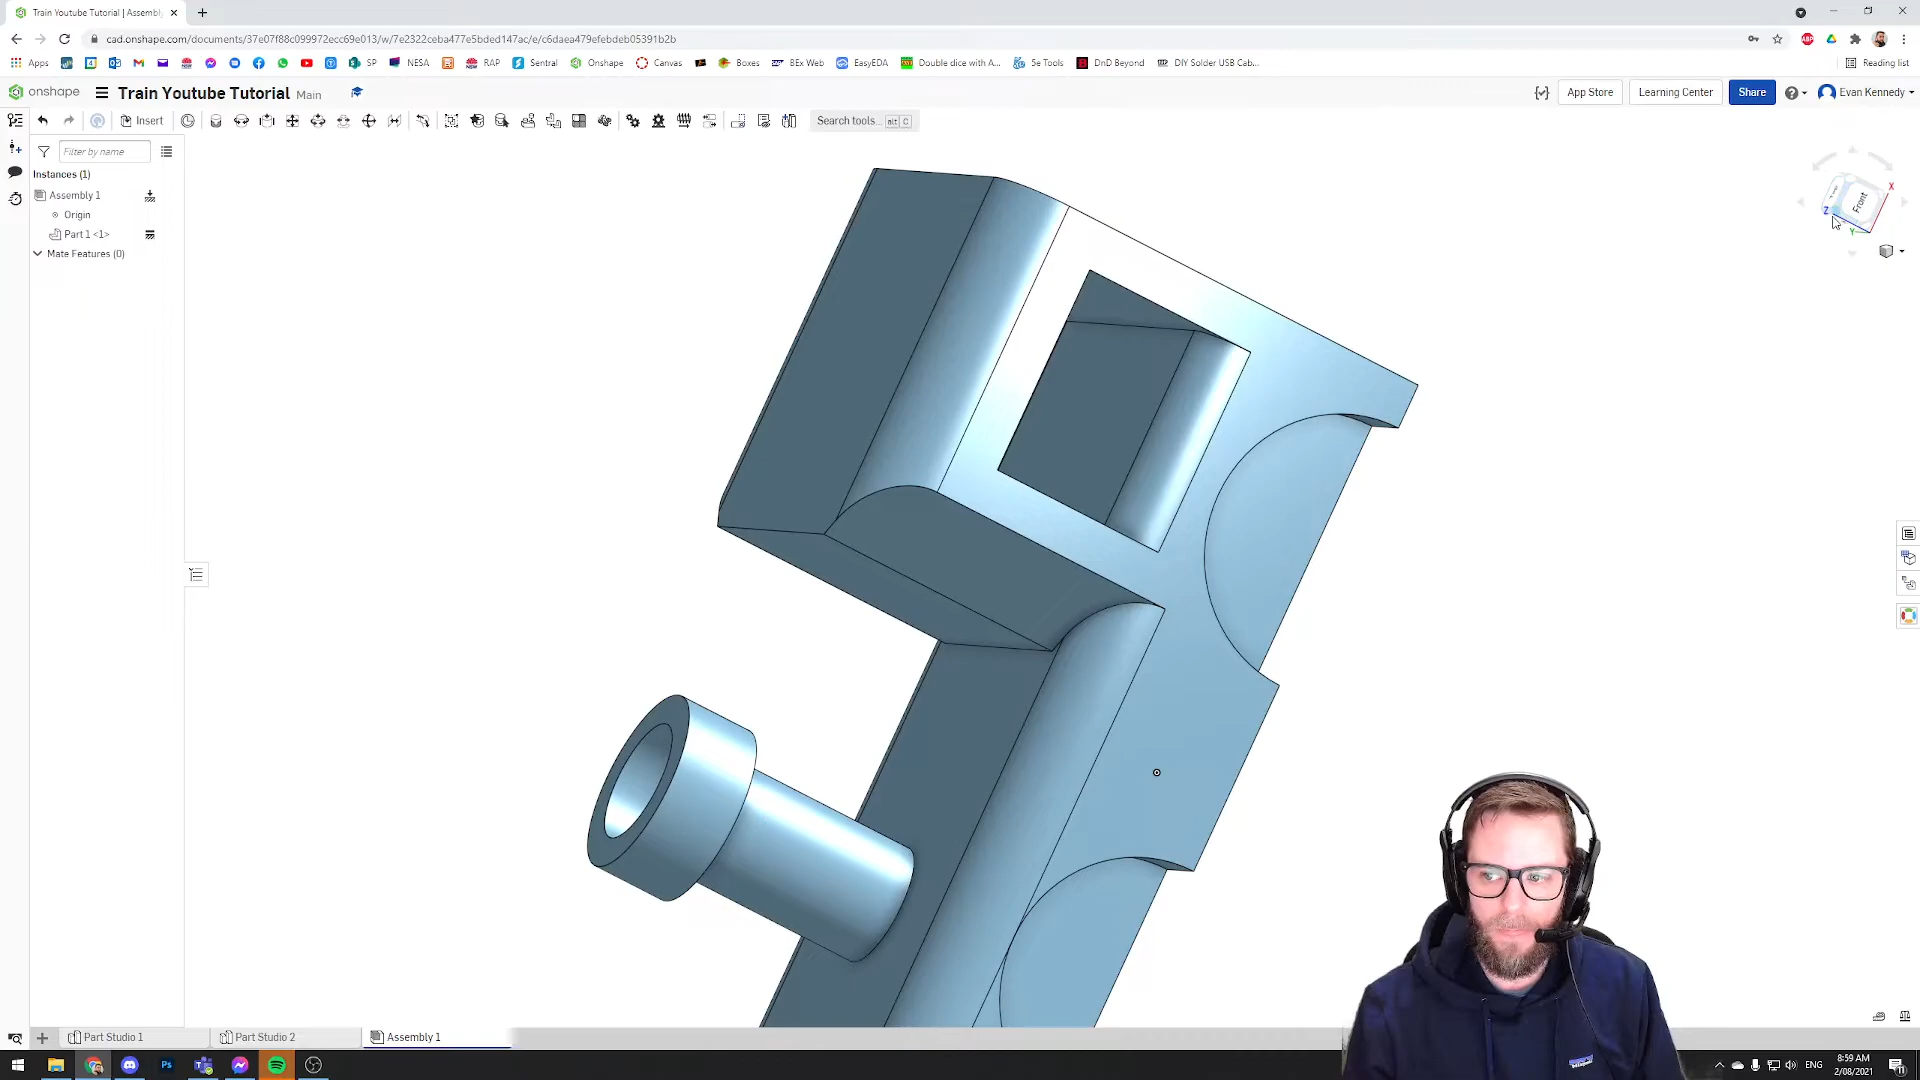 Train Youtube Tutorial | Assembl
cad.onshape.com/documents/37e07f88c099972ecc69e013/w/7e2322ceba477e5bded147ac/e/c6daea479efebdeb05391b2b
Apps
SP
NESA
RAP
Sentral
Onshape
Canvas
Boxes
BEx Web
EasyEDA
Double dice with A...
5e Tools
DnD Beyond
DIY Solder USB Cab...
Reading list
onshape
Train Youtube Tutorial
Main
App Store
Learning Center
Share
Evan Kennedy
Insert
Search tools...
alt
C
Filter by name
Instances (1)
Assembly 1
Origin
Part 1 <1>
Mate Features (0)
X
Front
Z
Y
Part Studio 1
Part Studio 2
Assembly 1
ENG
8:59 AM
2/08/2021